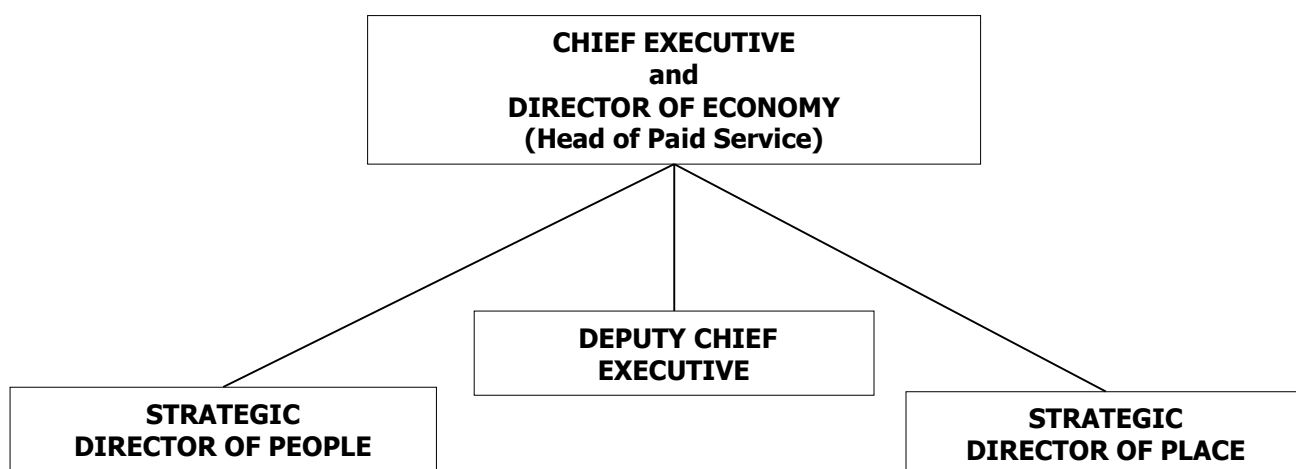 CHIEF EXECUTIVE
and
DIRECTOR OF ECONOMY
(Head of Paid Service)
DEPUTY CHIEF
EXECUTIVE
STRATEGIC
DIRECTOR OF PEOPLE
STRATEGIC
DIRECTOR OF PLACE